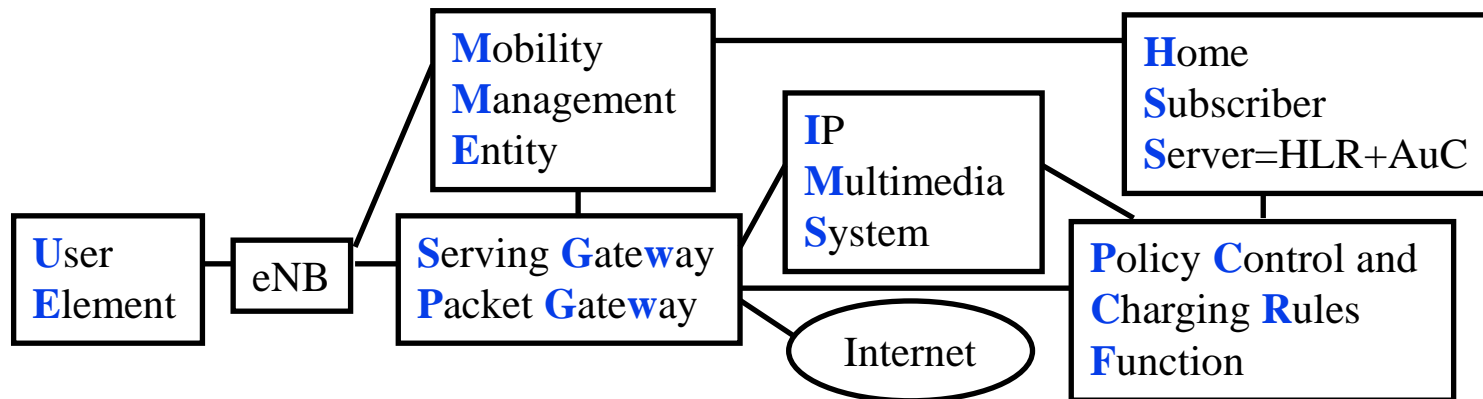 Mobility
Management
Entity
Home
Subscriber
Server=HLR+AuC
IP
Multimedia
System
User
Element
eNB
Serving Gateway
Packet Gateway
Internet
Policy Control and
Charging Rules
Function